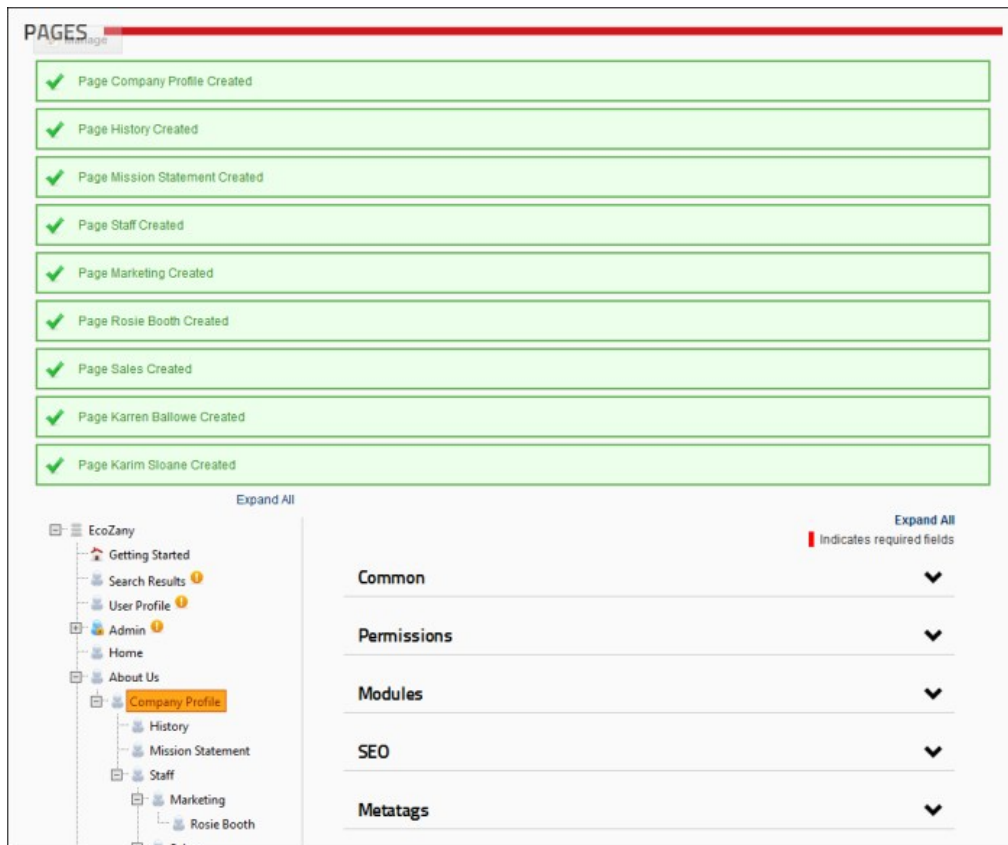 PAGES
Manage
Page Company Profile Created
Page History Created
Page Mission Statement Created
Page Staff Created
Page Marketing Created
Page Rosie Booth Created
Page Sales Created
Page Karren Ballowe Created
Page Karim Sloane Created
Expand All
EcoZany
Getting Started
Search Results
User Profile
Admin
Home
About Us
Company Profile
History
Mission Statement
Staff
Marketing
Rosie Booth
Expand All
Indicates required fields
Common
Permissions
Modules
SEO
Metatags